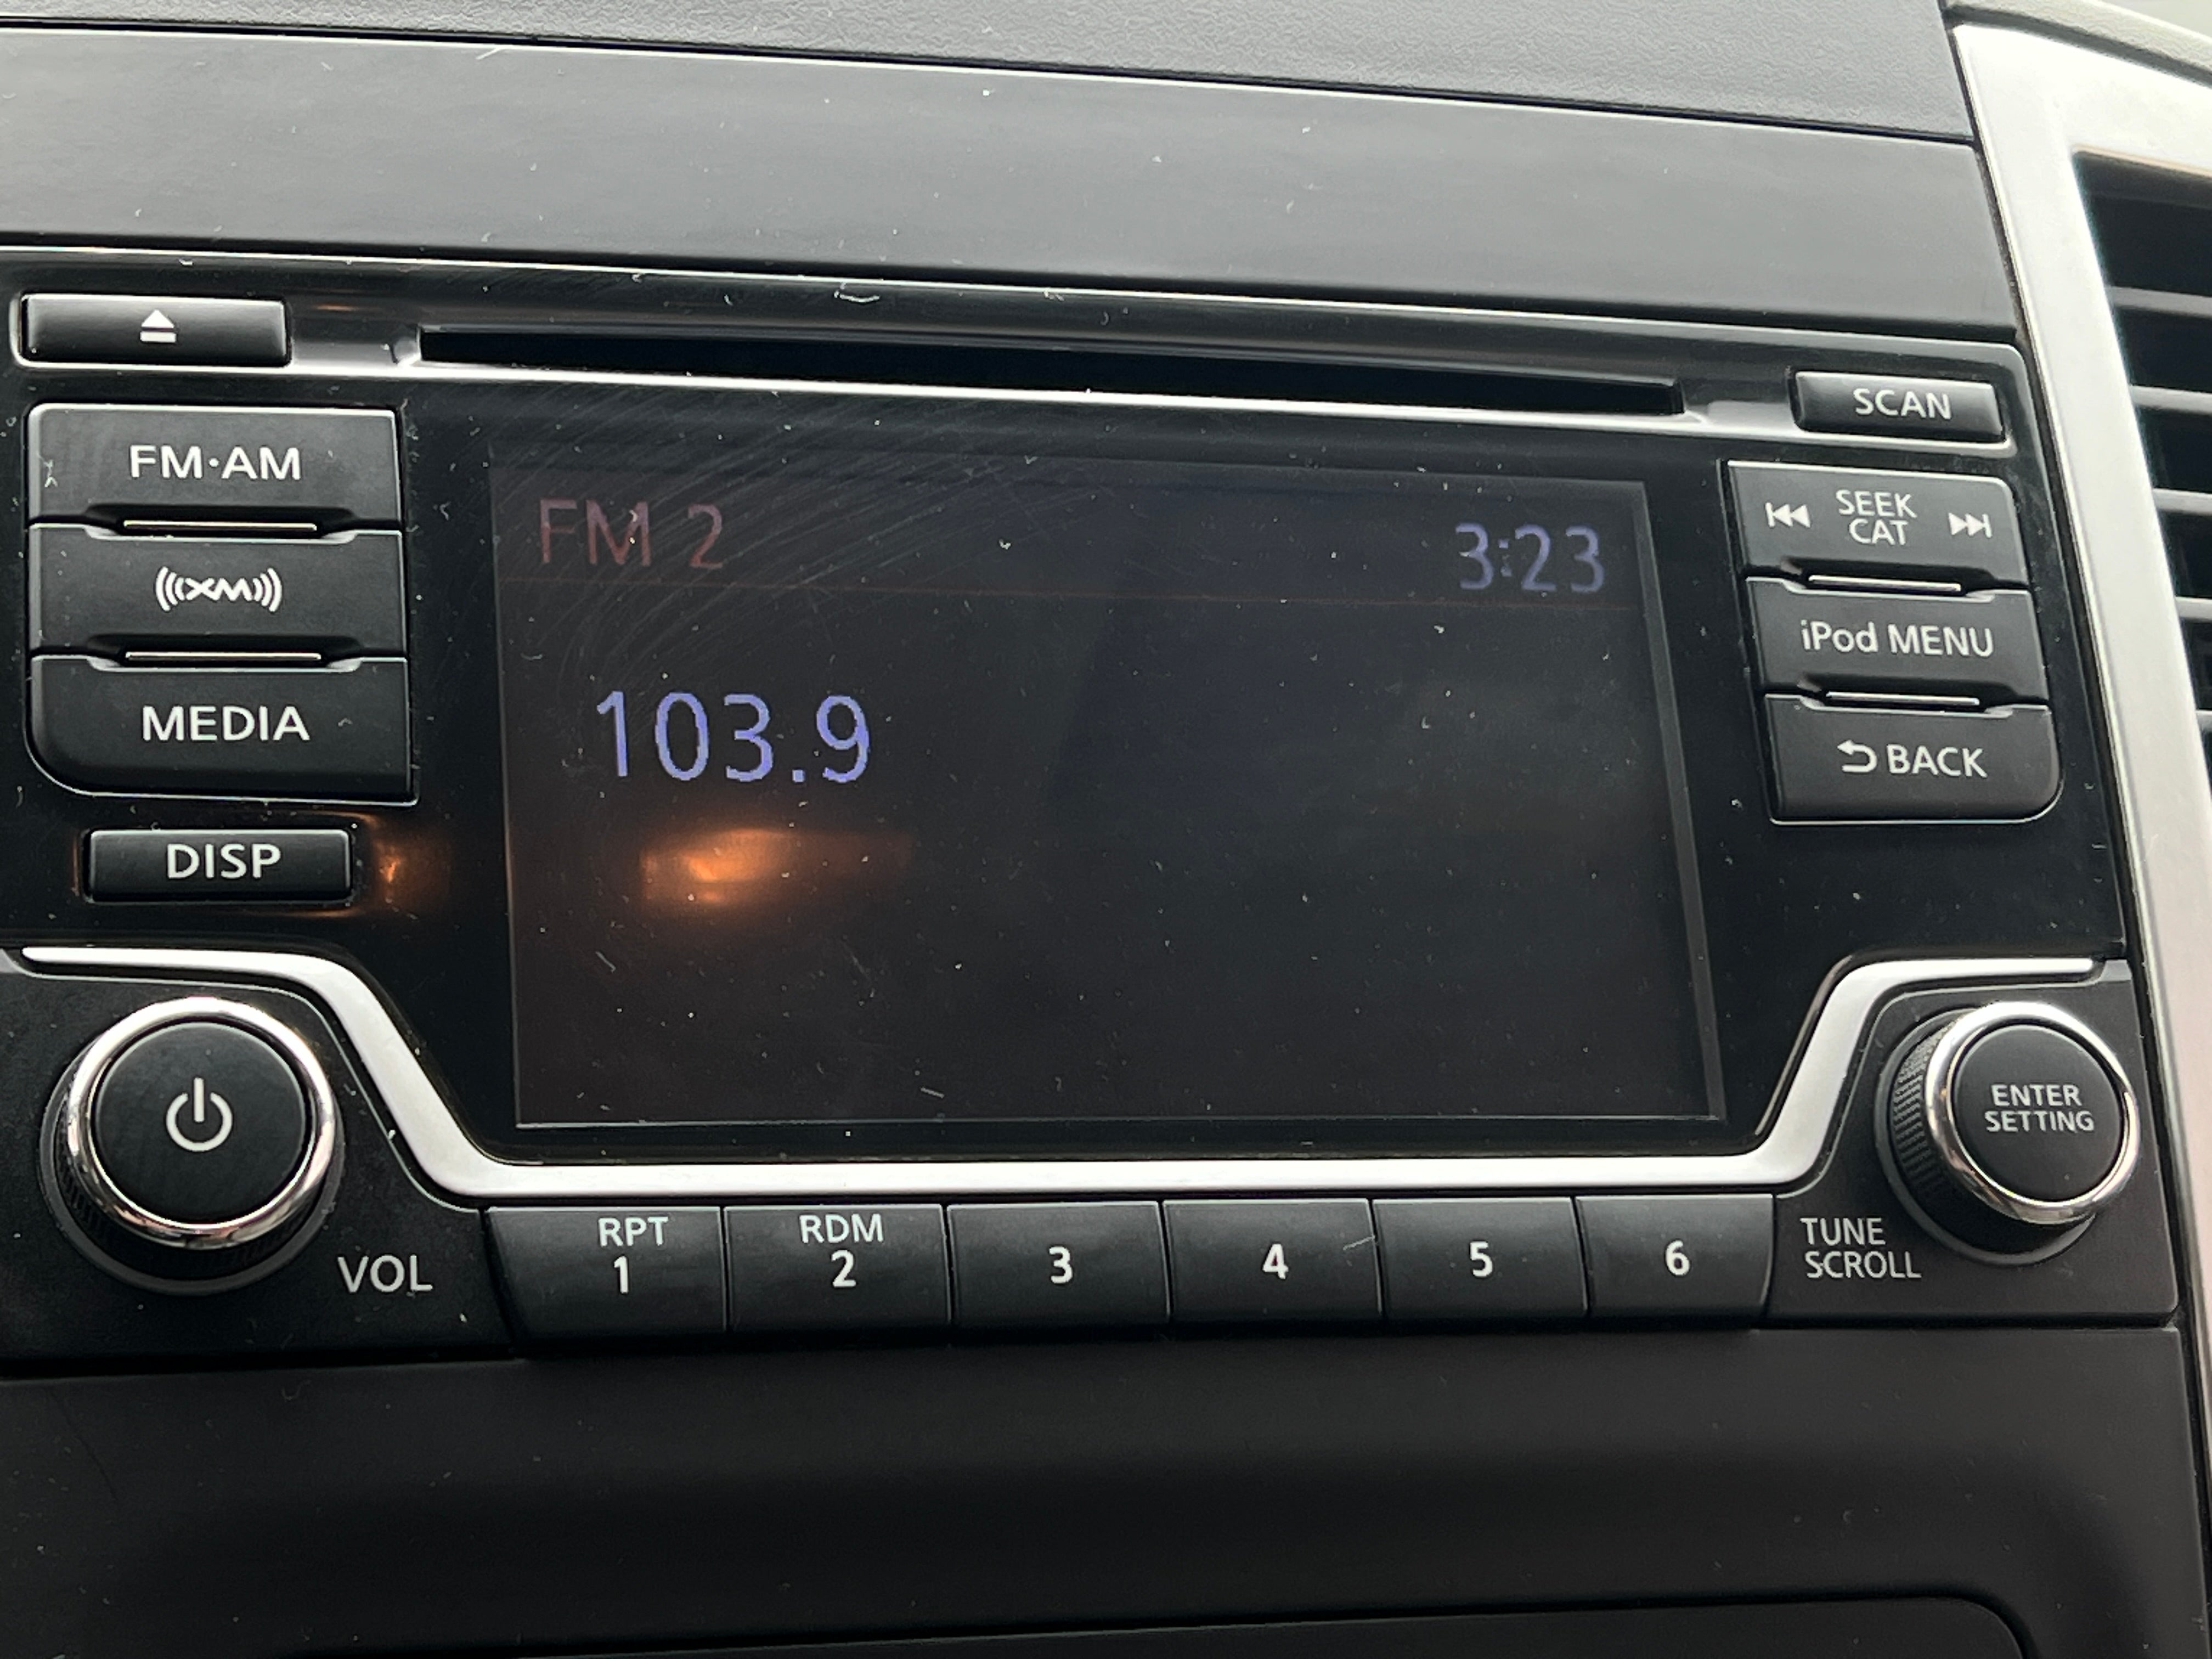 SCAN
FM·AM
SEEK
CAT
FM 2
3:23
XM
iPod MENU
103.9
MEDIA
BACK
DISP
ENTER
SETTING
VOL
RPT
1
RDM
2
3
4
5
6
TUNE
SCROLL